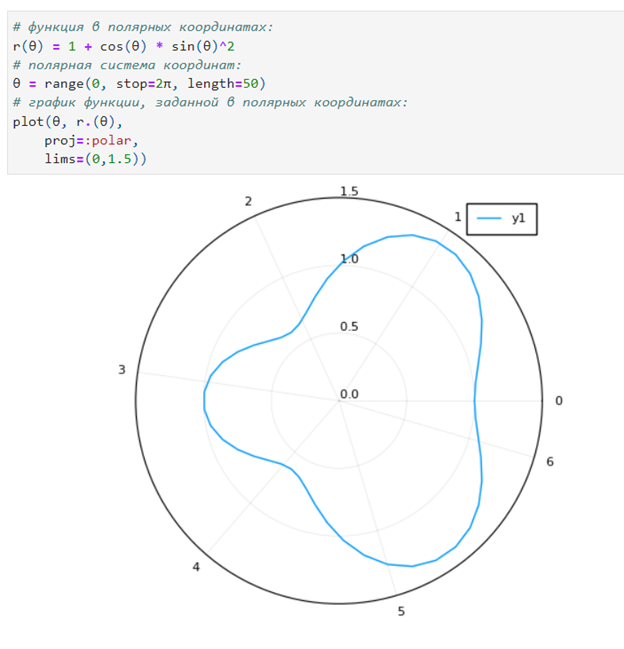 # функция в полярных координатах:
r(θ) = 1 + cos(θ) * sin(θ)^2
# полярная система координат:
θ = range(0, stop=2π, length=50)
# график функции, заданной в полярных координатах:
plot(θ, r.(θ),
    proj=:polar,
    lims=(0,1.5))
1.5
2
1
y1
1.0
0.5
3
0.0
0
6
4
5